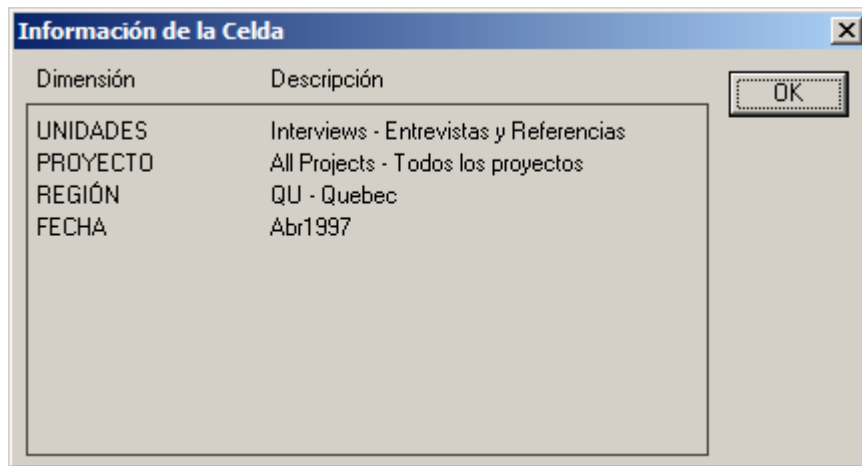 Información de la Celda
Dimensión Descripción
OK
UNIDADES Interviews - Entrevistas y Referencias
PROYECTO All Projects - Todos los proyectos
REGIÓN QU - Quebec
FECHA Abr1997